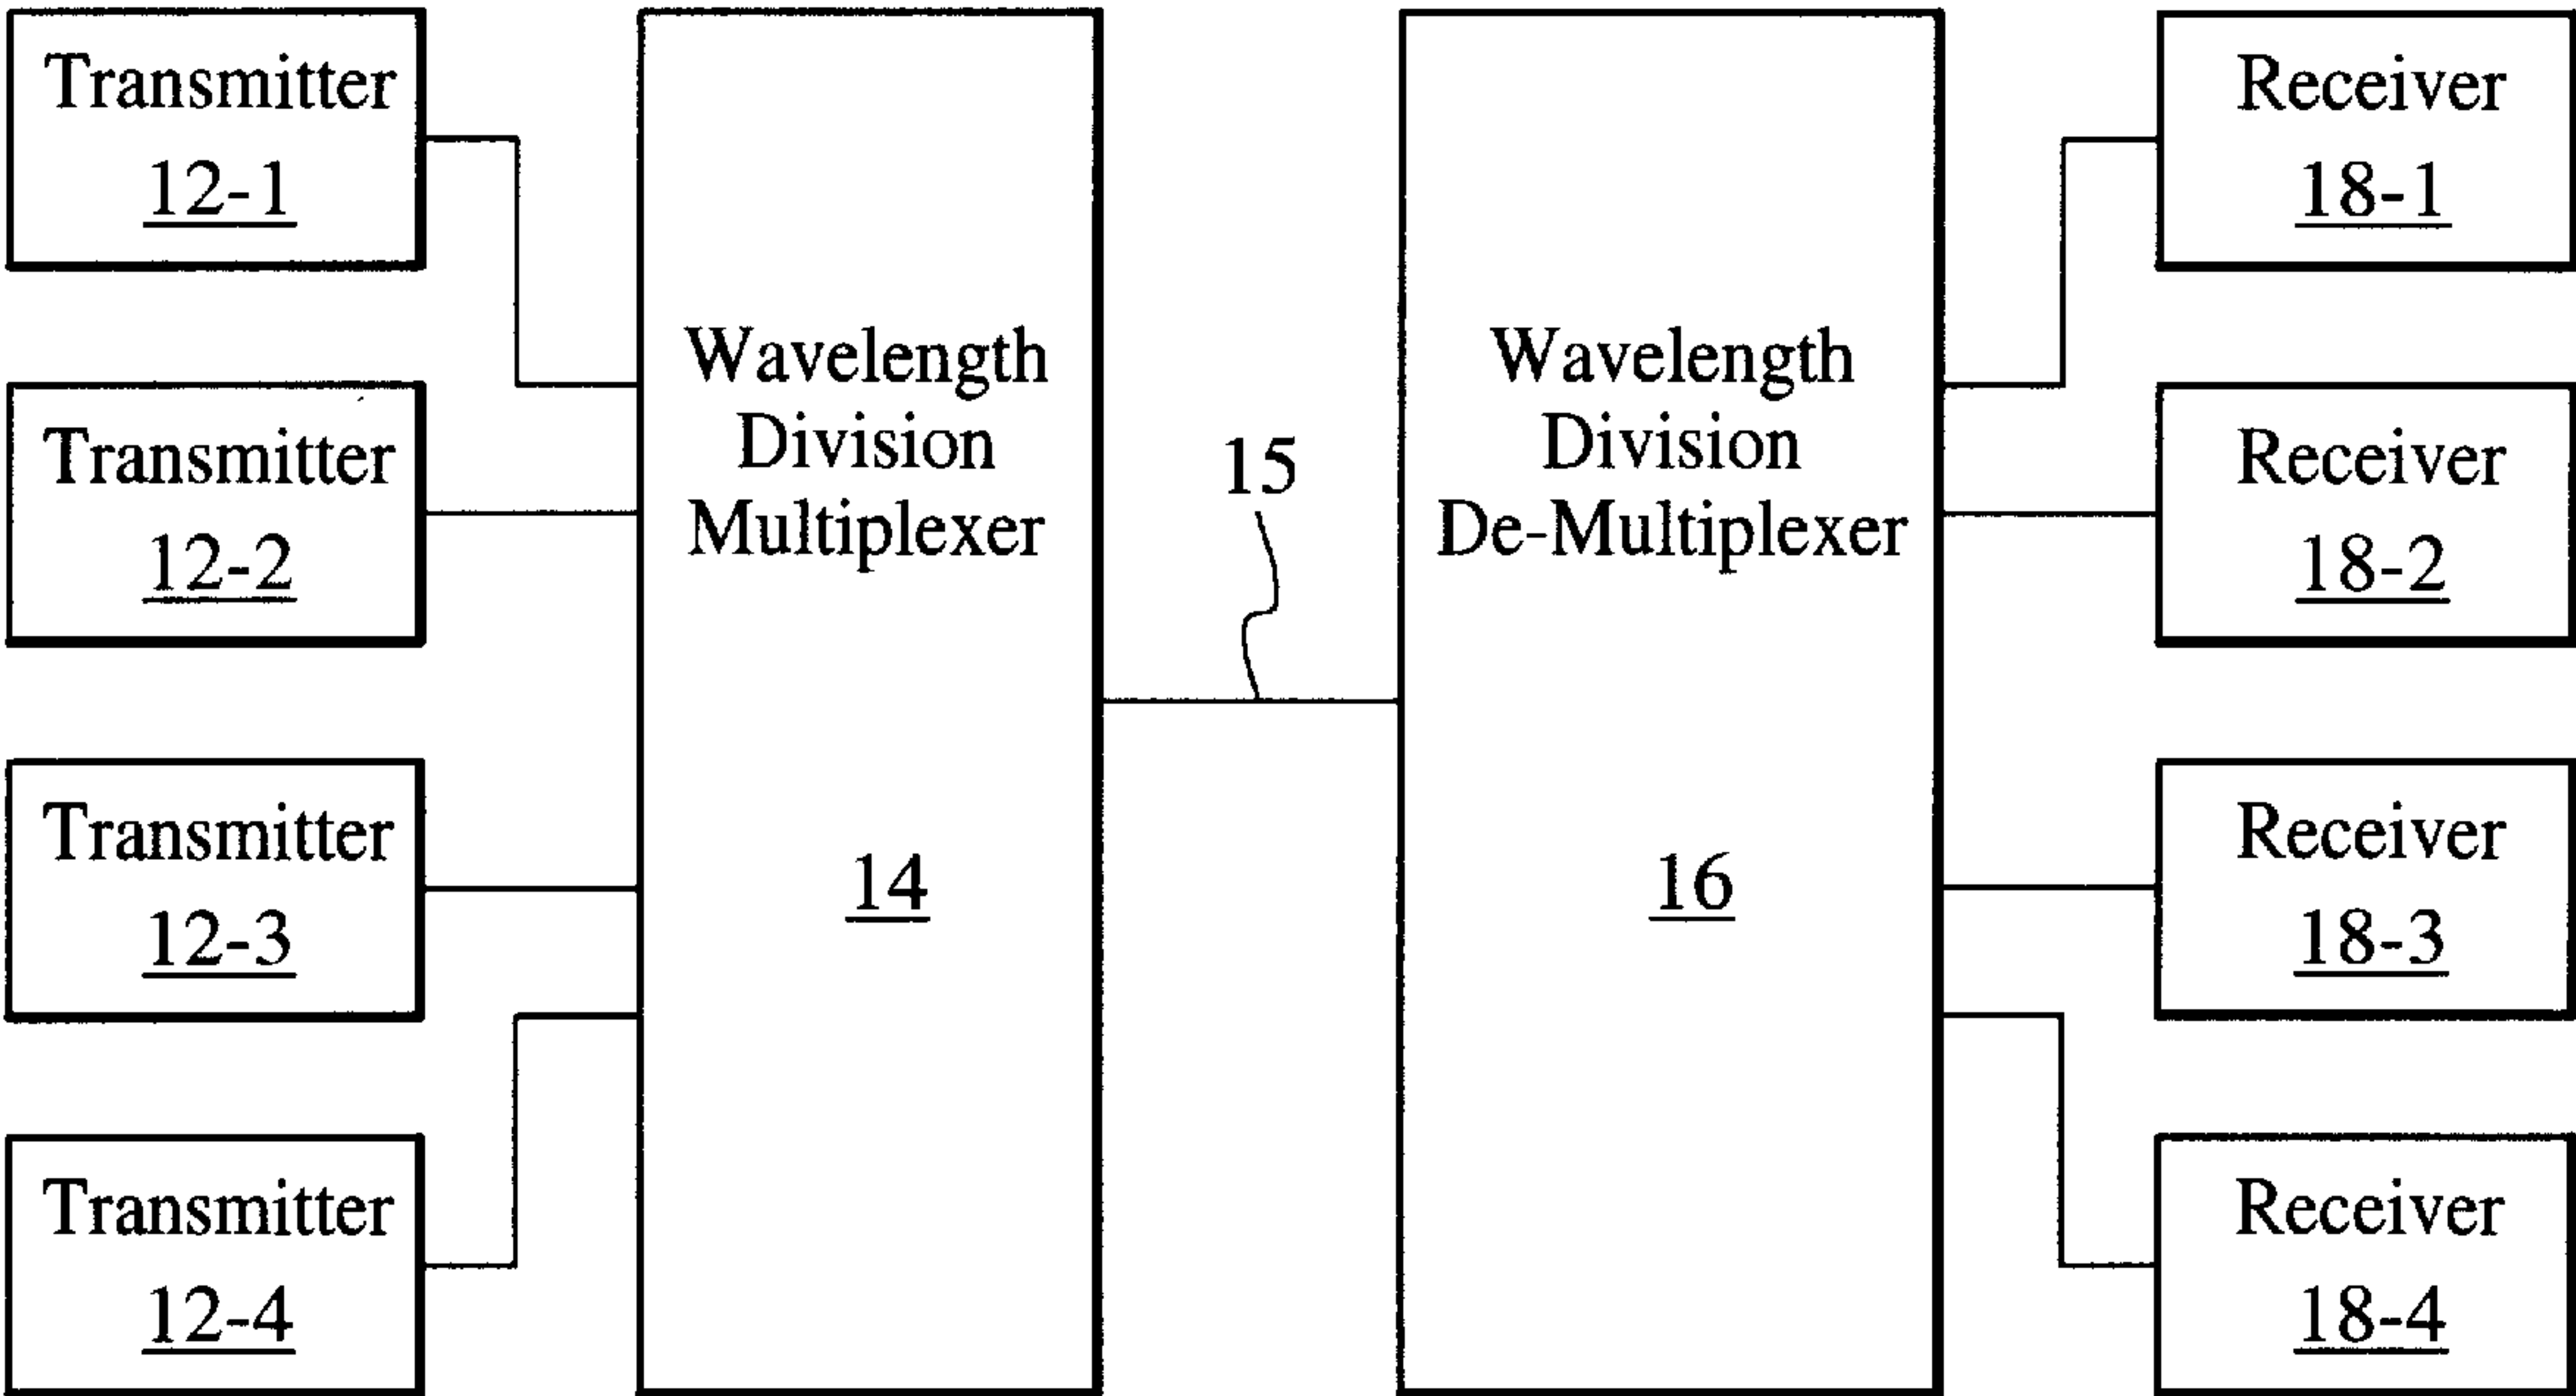 Transmitter
12-1
Transmitter
12-2
Transmitter
12-3
Transmitter
12-4
Wavelength
Division
Multiplexer
14
15
Wavelength
Division
De-Multiplexer
16
Receiver
18-1
Receiver
18-2
Receiver
18-3
Receiver
18-4